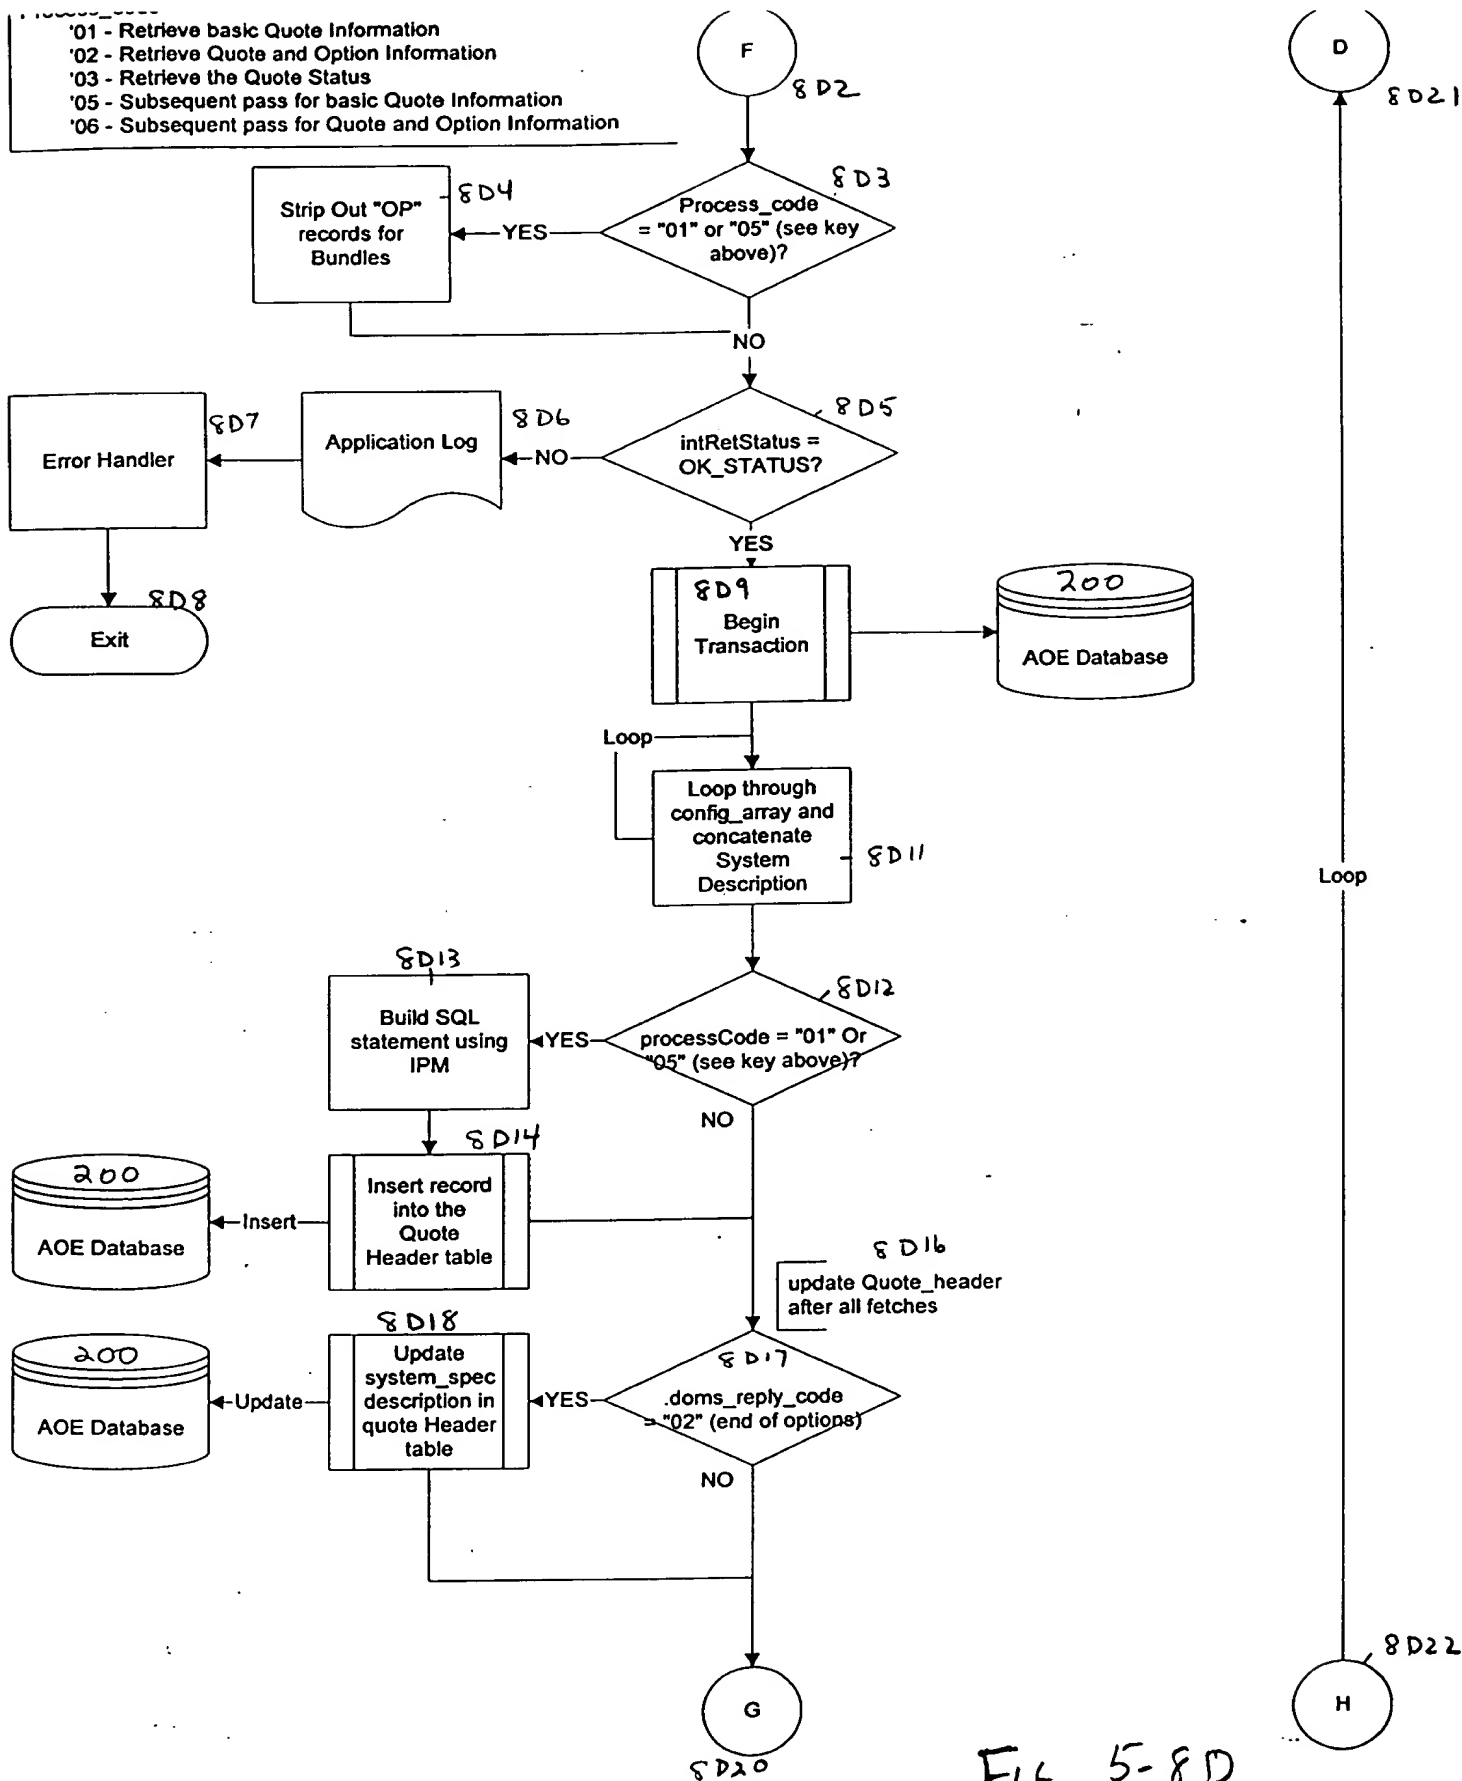 Process_code
'01 - Retrieve basic Quote Information
'02 - Retrieve Quote and Option Information
'03 - Retrieve the Quote Status
'05 - Subsequent pass for basic Quote Information
'06 - Subsequent pass for Quote and Option Information
F
8D2
D
8D21
8D3
Process_code
= "01" or "05" (see key
above)?
YES
8D4
Strip Out "OP"
records for
Bundles
NO
8D5
intRetStatus =
OK_STATUS?
NO
8D6
Application Log
8D7
Error Handler
8D8
Exit
YES
8D9
Begin
Transaction
200
AOE Database
Loop
Loop through
config_array and
concatenate
System
Description
8D11
Loop
8D12
processCode = "01" Or
"05" (see key above)?
YES
8D13
Build SQL
statement using
IPM
NO
8D14
Insert record
into the
Quote
Header table
Insert
200
AOE Database
8D16
update Quote_header
after all fetches
8D17
.doms_reply_code
= "02" (end of options)
YES
8D18
Update
system_spec
description in
quote Header
table
Update
200
AOE Database
NO
G
8D20
8D22
H
FIG 5-8D